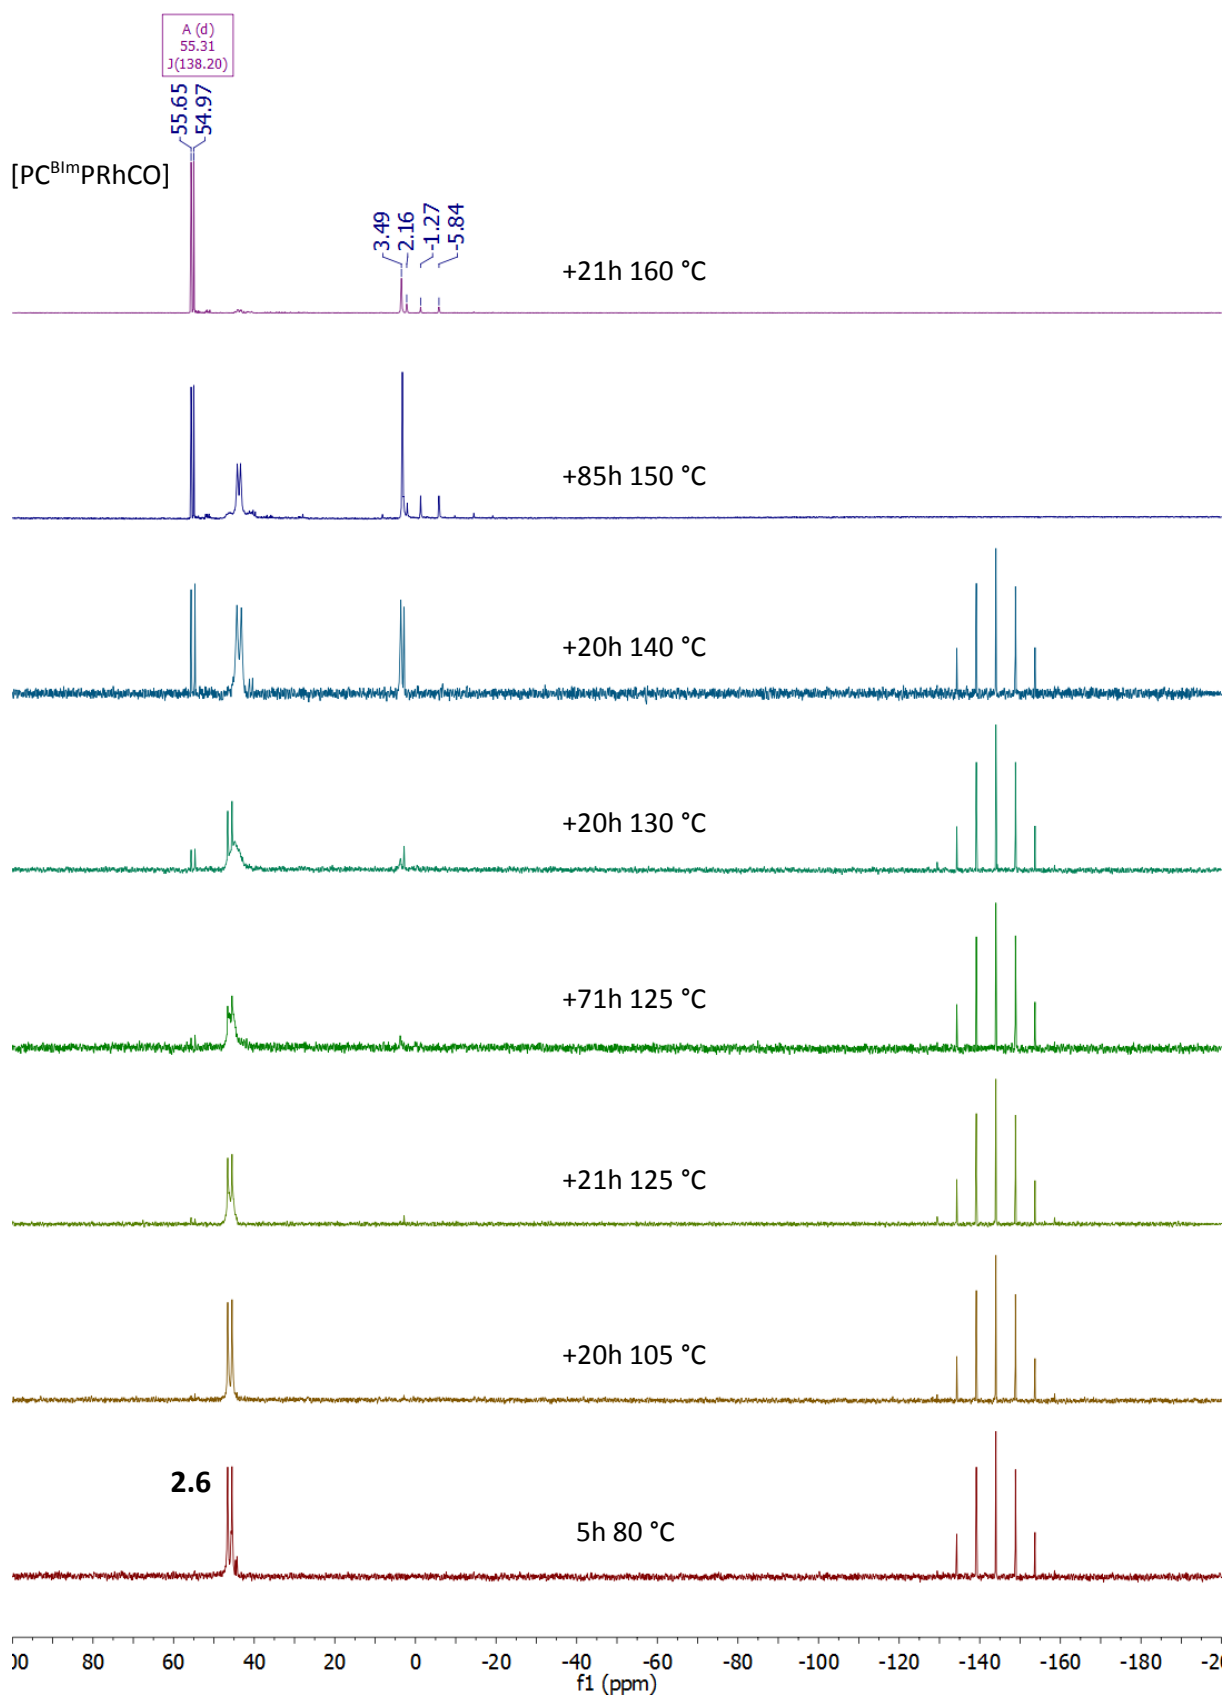 A (d)
55.31
J(138.20)
55.65
54.97
[PC^BIm PRhCO]
3.49
2.16
-1.27
-5.84
+21h 160 °C
+85h 150 °C
+20h 140 °C
+20h 130 °C
+71h 125 °C
+21h 125 °C
+20h 105 °C
2.6
5h 80 °C
80 60 40 20 0 -20 -40 -60 -80 -100 -120 -140 -160 -180
f1 (ppm)